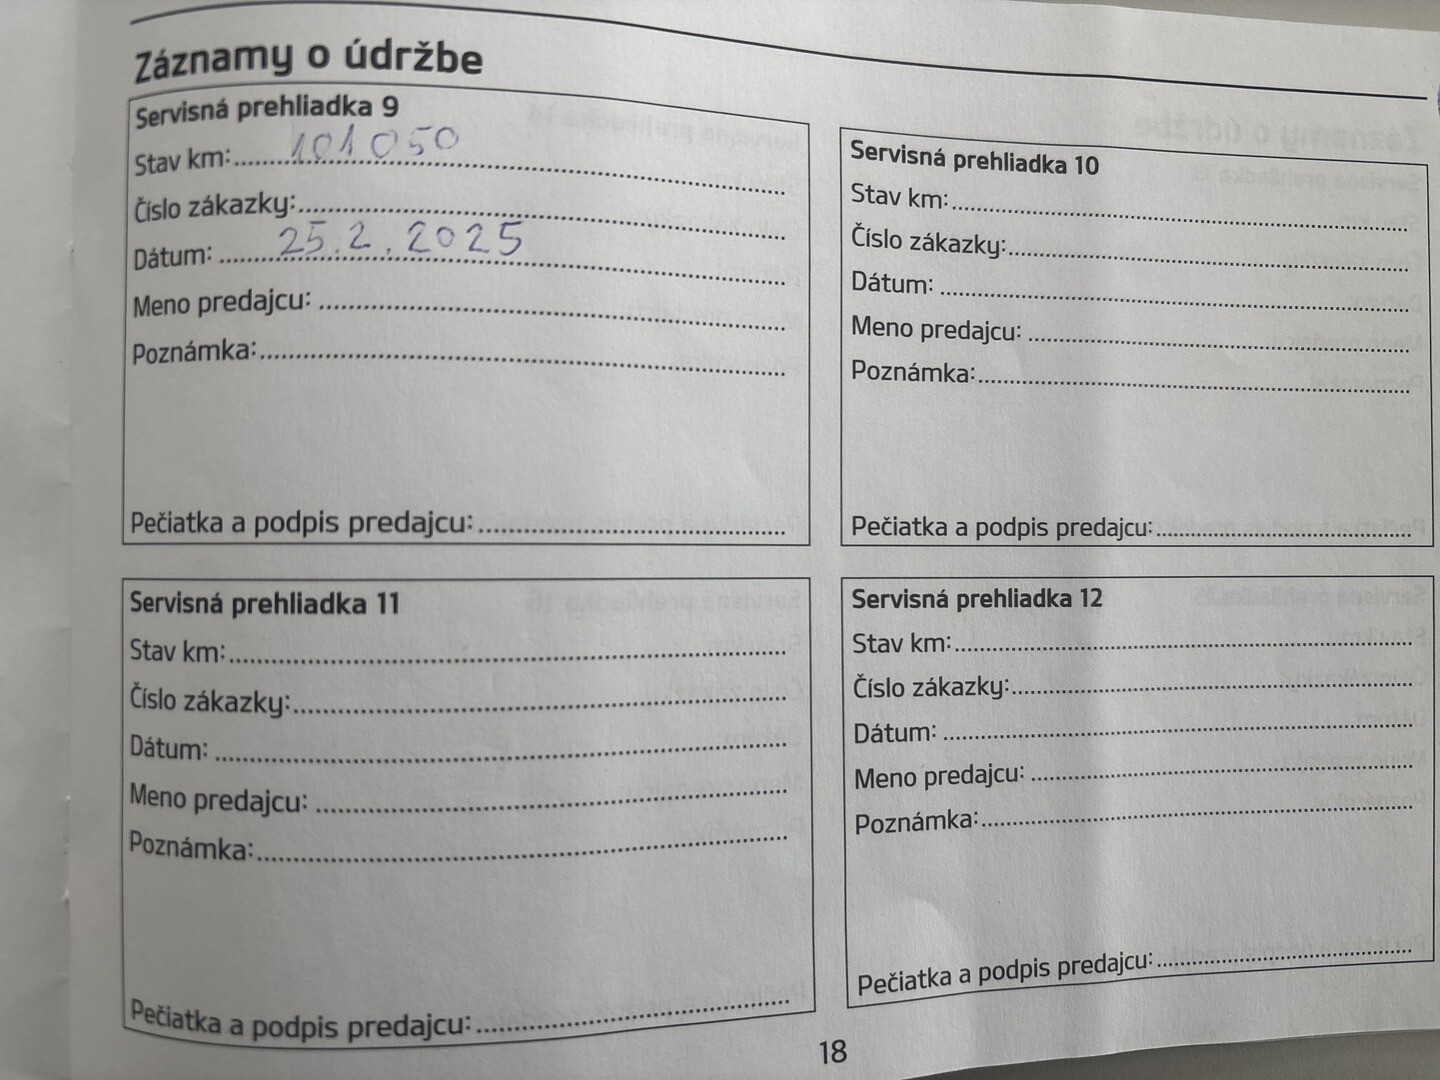 Záznamy o údržbe
Servisná prehliadka 9
Stav km: 101050
Číslo zákazky:
Dátum: 25.2.2025
Meno predajcu:
Poznámka:
Pečiatka a podpis predajcu:
Servisná prehliadka 10
Stav km:
Číslo zákazky:
Dátum:
Meno predajcu:
Poznámka:
Pečiatka a podpis predajcu:
Servisná prehliadka 11
Stav km:
Číslo zákazky:
Dátum:
Meno predajcu:
Poznámka:
Pečiatka a podpis predajcu:
Servisná prehliadka 12
Stav km:
Číslo zákazky:
Dátum:
Meno predajcu:
Poznámka:
Pečiatka a podpis predajcu:
18